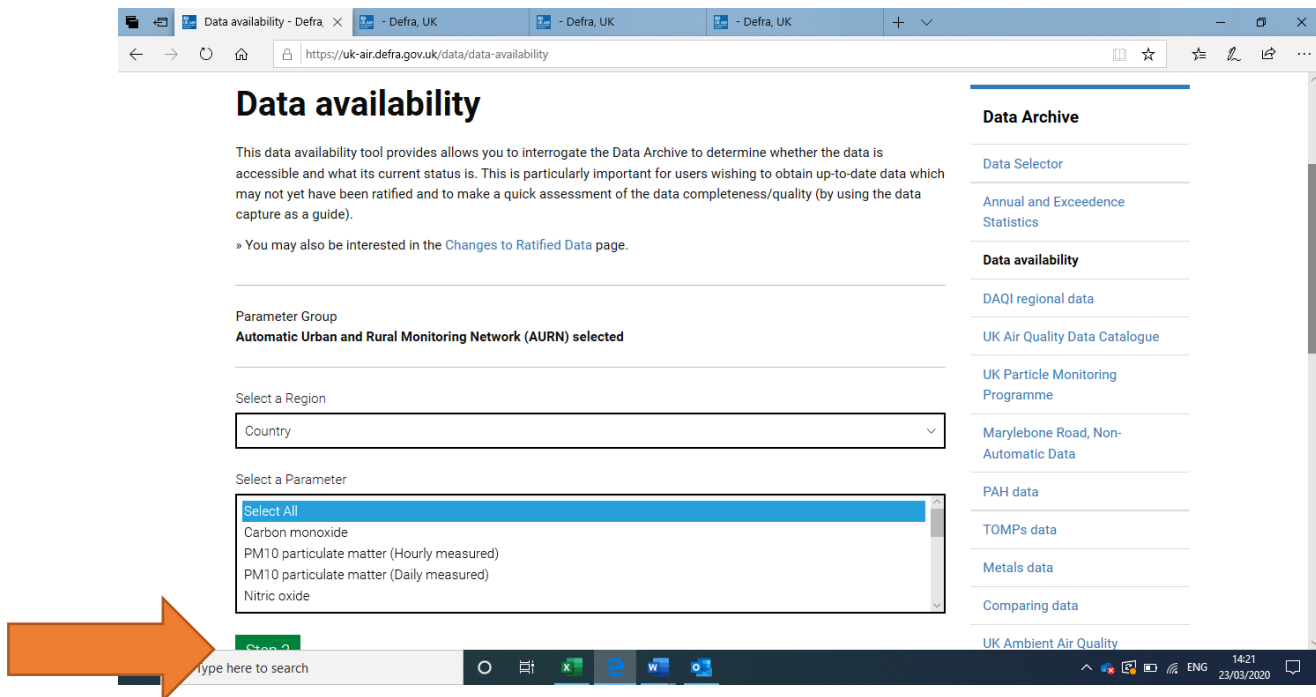 Data availability - Defra,
- Defra, UK
- Defra, UK
- Defra, UK
https://uk-air.defra.gov.uk/data/data-availability
Data availability
This data availability tool provides allows you to interrogate the Data Archive to determine whether the data is
accessible and what its current status is. This is particularly important for users wishing to obtain up-to-date data which
may not yet have been ratified and to make a quick assessment of the data completeness/quality (by using the data
capture as a guide).
» You may also be interested in the Changes to Ratified Data page.
Parameter Group
Automatic Urban and Rural Monitoring Network (AURN) selected
Select a Region
Country
Select a Parameter
Select All
Carbon monoxide
PM10 particulate matter (Hourly measured)
PM10 particulate matter (Daily measured)
Nitric oxide
Step 2
Data Archive
Data Selector
Annual and Exceedence
Statistics
Data availability
DAQI regional data
UK Air Quality Data Catalogue
UK Particle Monitoring
Programme
Marylebone Road, Non-
Automatic Data
PAH data
TOMPs data
Metals data
Comparing data
UK Ambient Air Quality
Type here to search
ENG
14:21
23/03/2020